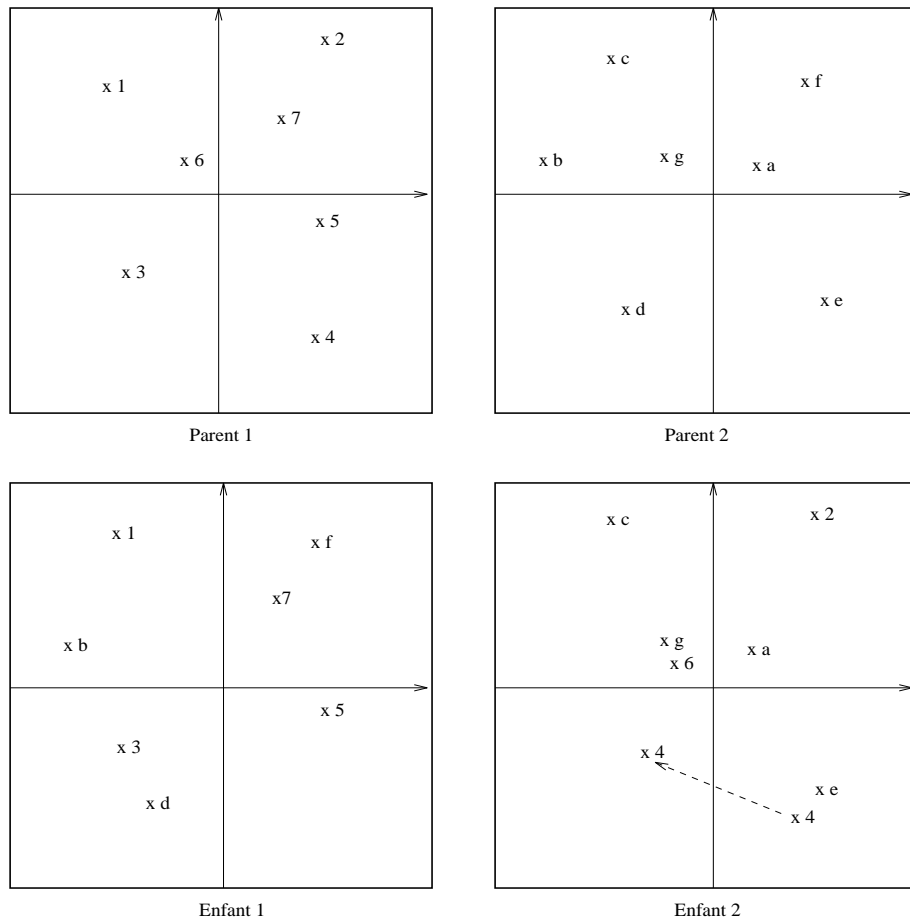 x 1
x 2
x 7
x 6
x 5
x 3
x 4
Parent 1
x c
x f
x b
x g
x a
x e
x d
Parent 2
x 1
x f
x7
x b
x 5
x 3
x d
Enfant 1
x c
x 2
x g
x a
x 6
x 4
x e
x 4
Enfant 2